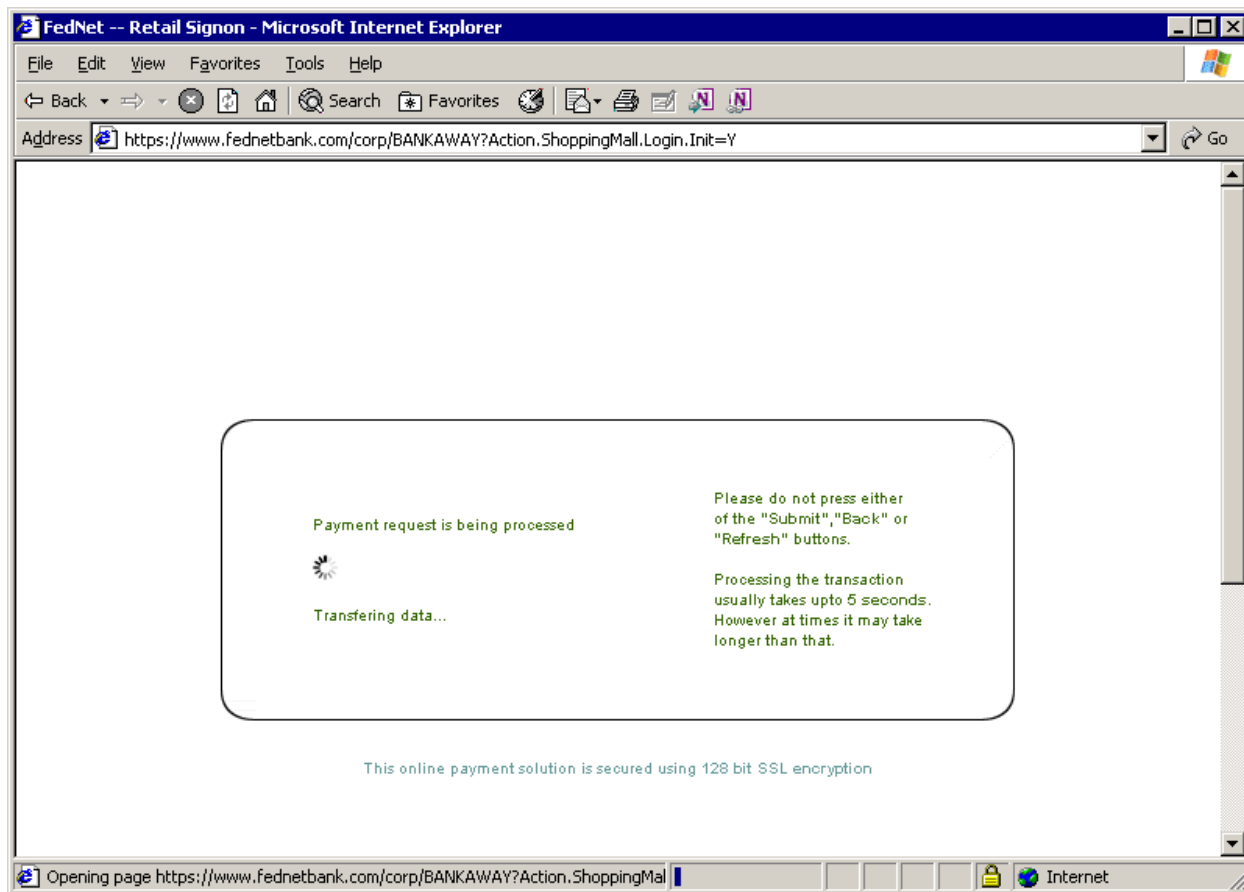 FedNet -- Retail Signon - Microsoft Internet Explorer
File Edit View Favorites Tools Help
Back Search Favorites
Address https://www.fednetbank.com/corp/BANKAWAY?Action.ShoppingMall.Login.Init=Y Go
Payment request is being processed
Transfering data...
Please do not press either
of the "Submit","Back" or
"Refresh" buttons.
Processing the transaction
usually takes upto 5 seconds.
However at times it may take
longer than that.
This online payment solution is secured using 128 bit SSL encryption
Opening page https://www.fednetbank.com/corp/BANKAWAY?Action.ShoppingMal Internet